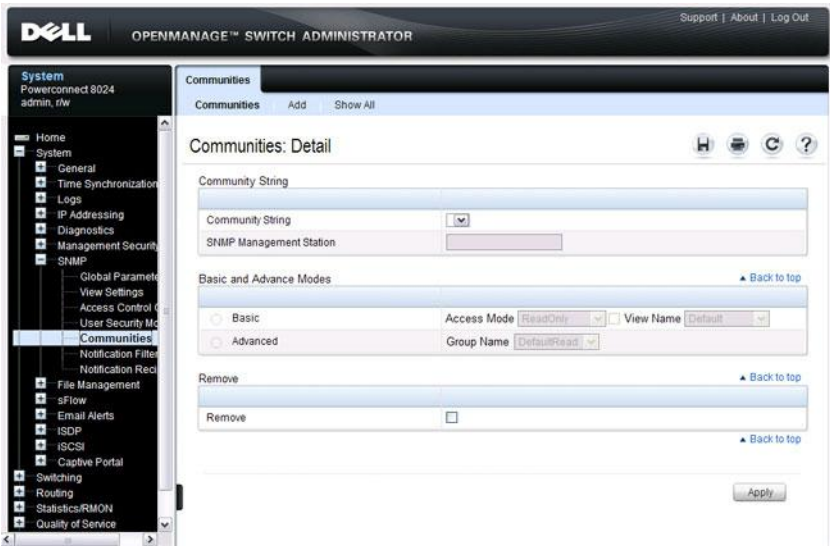 Support | About | Log Out
DELL
OPENMANAGE™ SWITCH ADMINISTRATOR
System
Powerconnect 8024
admin, r/w
Home
System
General
Time Synchronization
Logs
IP Addressing
Diagnostics
Management Security
SNMP
Global Paramete
View Settings
Access Control
User Security Mo
Communities
Notification Filter
Notification Reci
File Management
sFlow
Email Alerts
ISDP
iSCSI
Captive Portal
Switching
Routing
Statistics/RMON
Quality of Service
Communities
Communities Add Show All
Communities: Detail
Community String
Community String
SNMP Management Station
Basic and Advance Modes Back to top
Basic Access Mode ReadOnly View Name Default
Advanced Group Name DefaultRead
Remove Back to top
Remove
Back to top
Apply